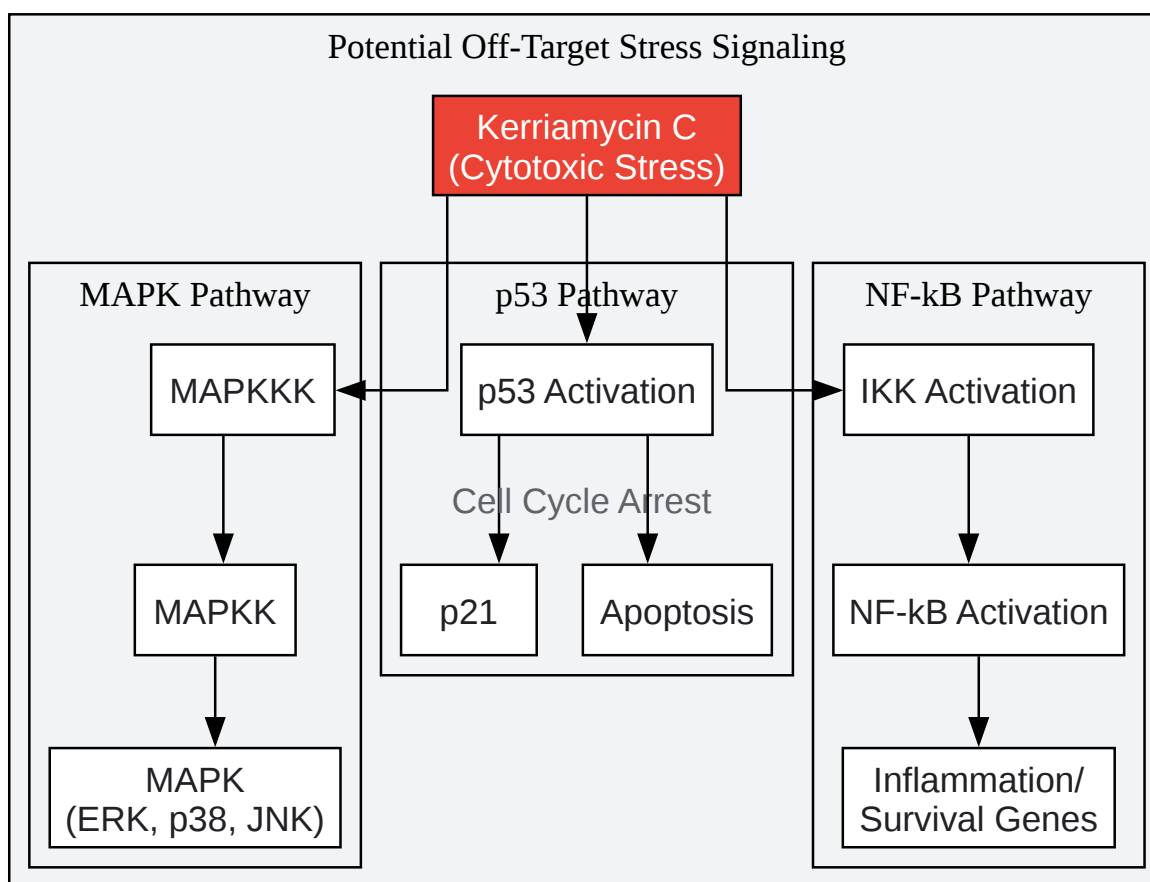 Potential Off-Target Stress Signaling
Kerriamycin C
(Cytotoxic Stress)
MAPK Pathway
MAPKKK
MAPKK
MAPK
(ERK, p38, JNK)
p53 Pathway
p53 Activation
Cell Cycle Arrest
p21
Apoptosis
NF-kB Pathway
IKK Activation
NF-kB Activation
Inflammation/
Survival Genes